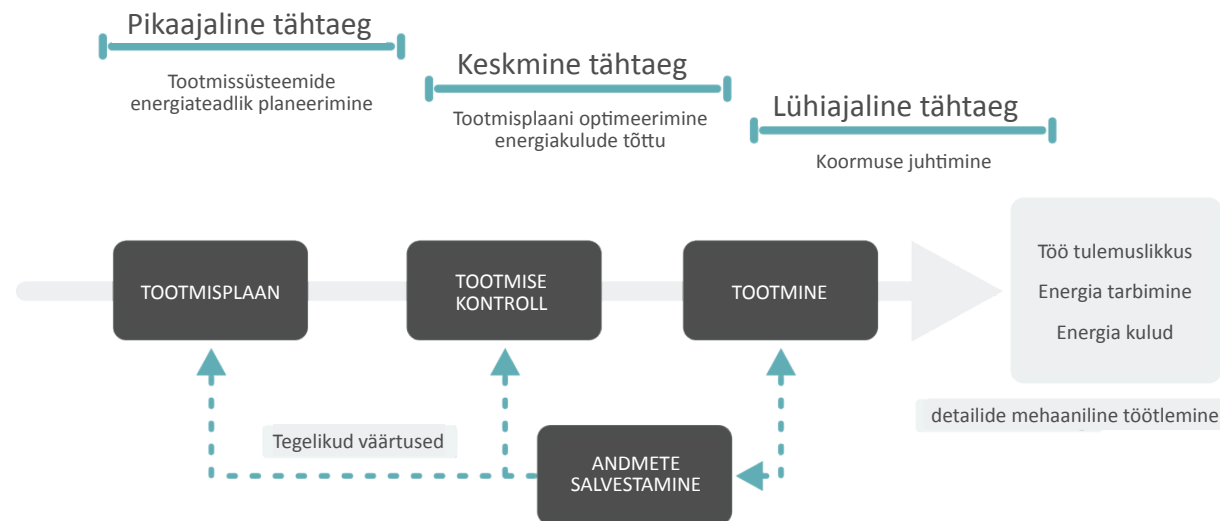 Pikaajaline tähtaeg
Tootmissüsteemide
energiateadlik planeerimine
Keskmine tähtaeg
Tootmisplaani optimeerimine
energiakulude tõttu
Lühiajaline tähtaeg
Koormuse juhtimine
TOOTMISPLAAN
TOOTMISE
KONTROLL
TOOTMINE
Töö tulemuslikkus
Energia tarbimine
Energia kulud
detailide mehaaniline töötlemine
Tegelikud väärtused
ANDMETE
SALVESTAMINE